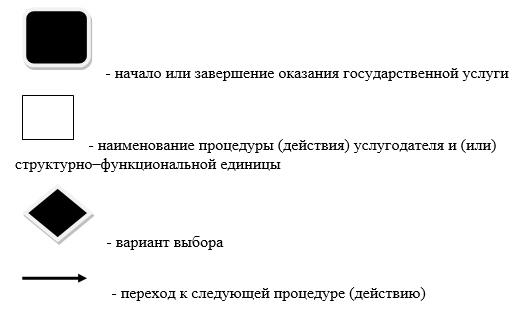 - начало или завершение оказания государственной услуги
- наименование процедуры (действия) услугодателя и (или)
структурно–функциональной единицы
- вариант выбора
- переход к следующей процедуре (действию)